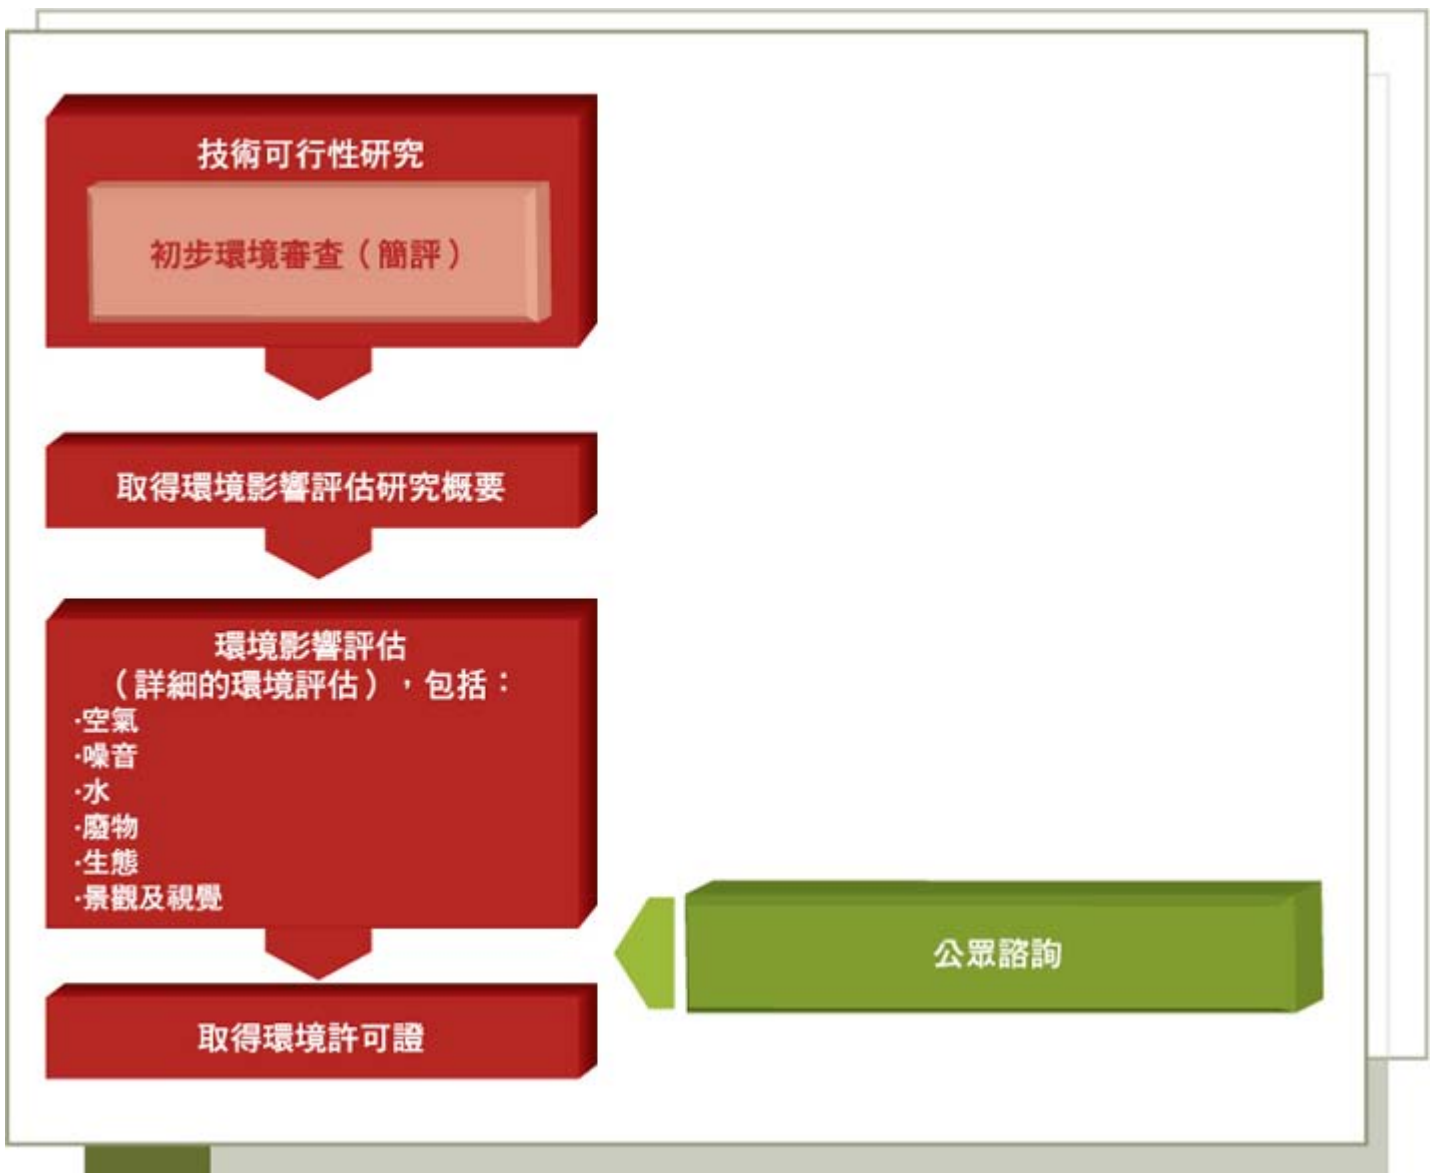 技術可行性研究
初步環境審查（簡評）
取得環境影響評估研究概要
環境影響評估
（詳細的環境評估），包括：
·空氣
·噪音
·水
·廢物
·生態
·景觀及視覺
公眾諮詢
取得環境許可證